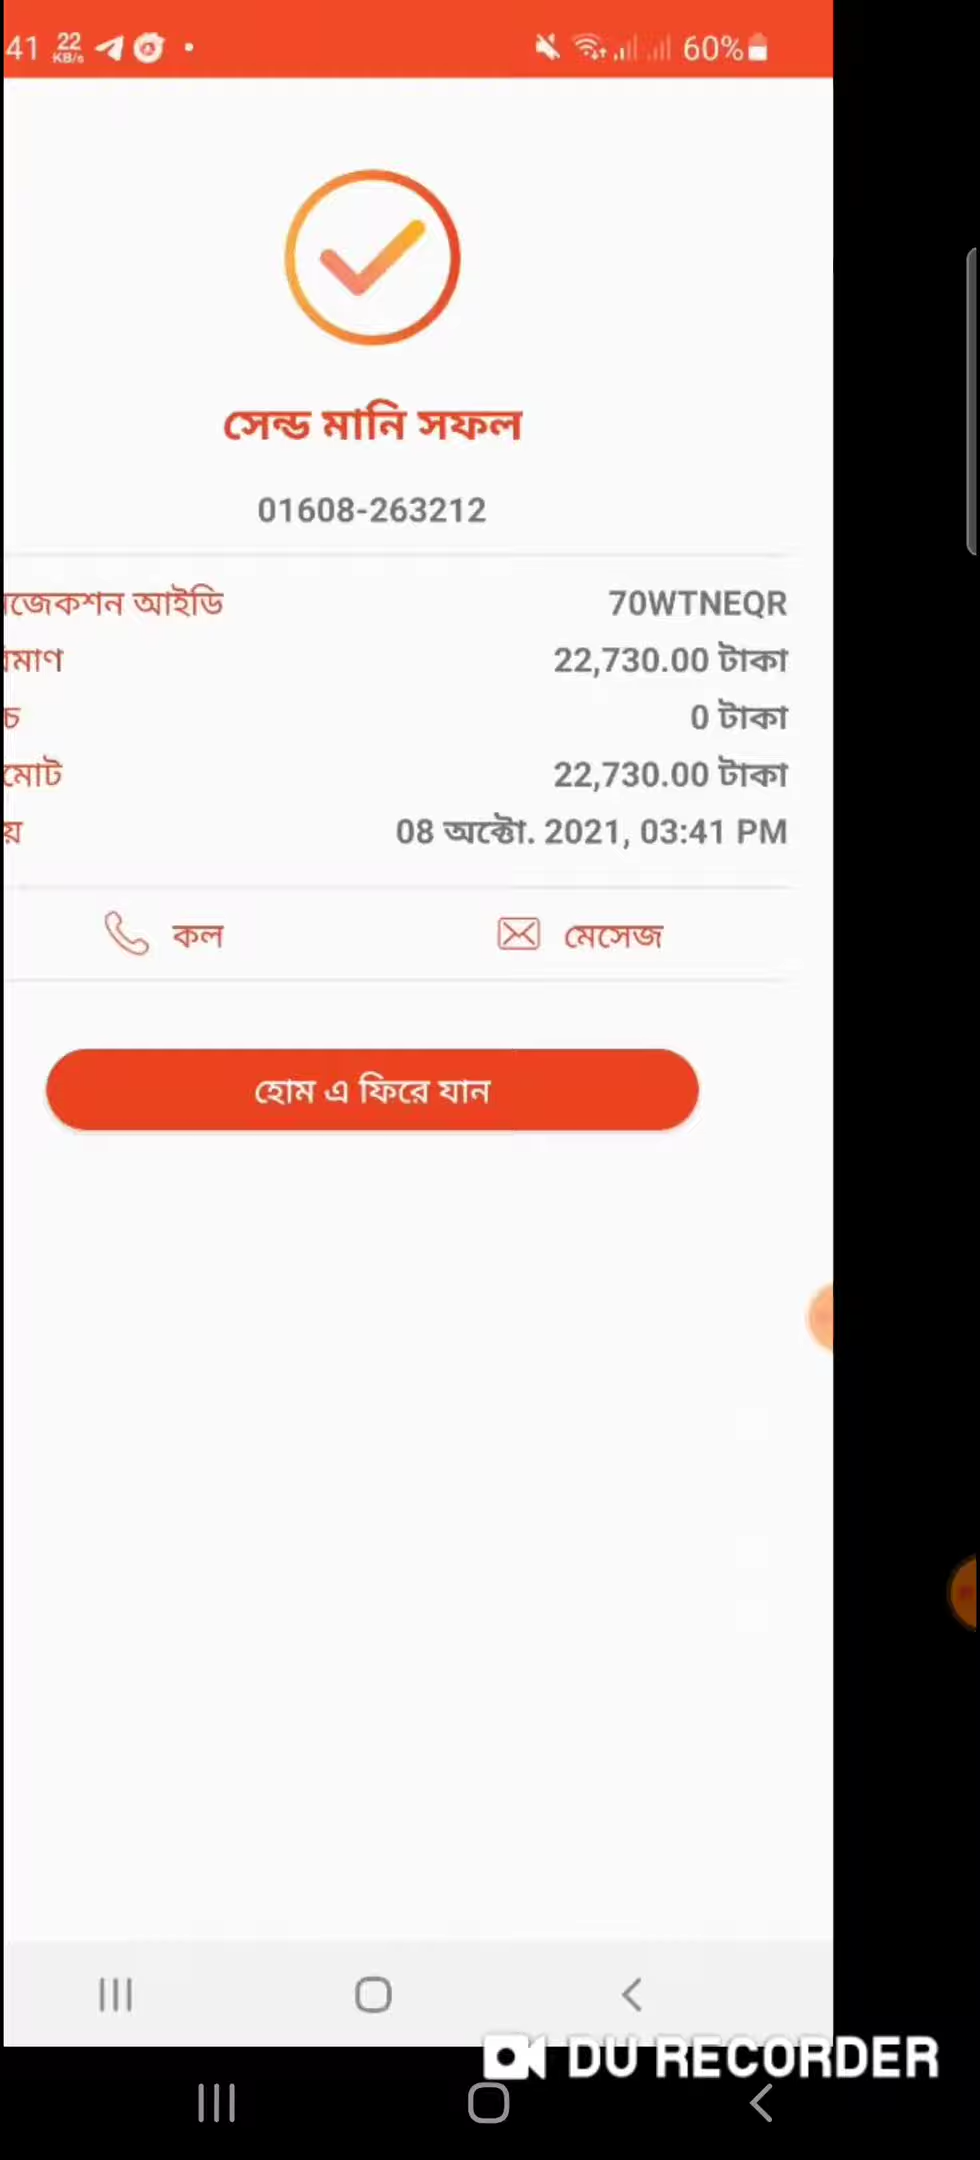 41 22 KB/s 60%
সেন্ড মানি সফল
01608-263212
জেকশন আইডি 70WTNEQR
িমাণ 22,730.00 টাকা
চ 0 টাকা
মোট 22,730.00 টাকা
য় 08 অক্টো. 2021, 03:41 PM
কল মেসেজ
হোম এ ফিরে যান
DU RECORDER